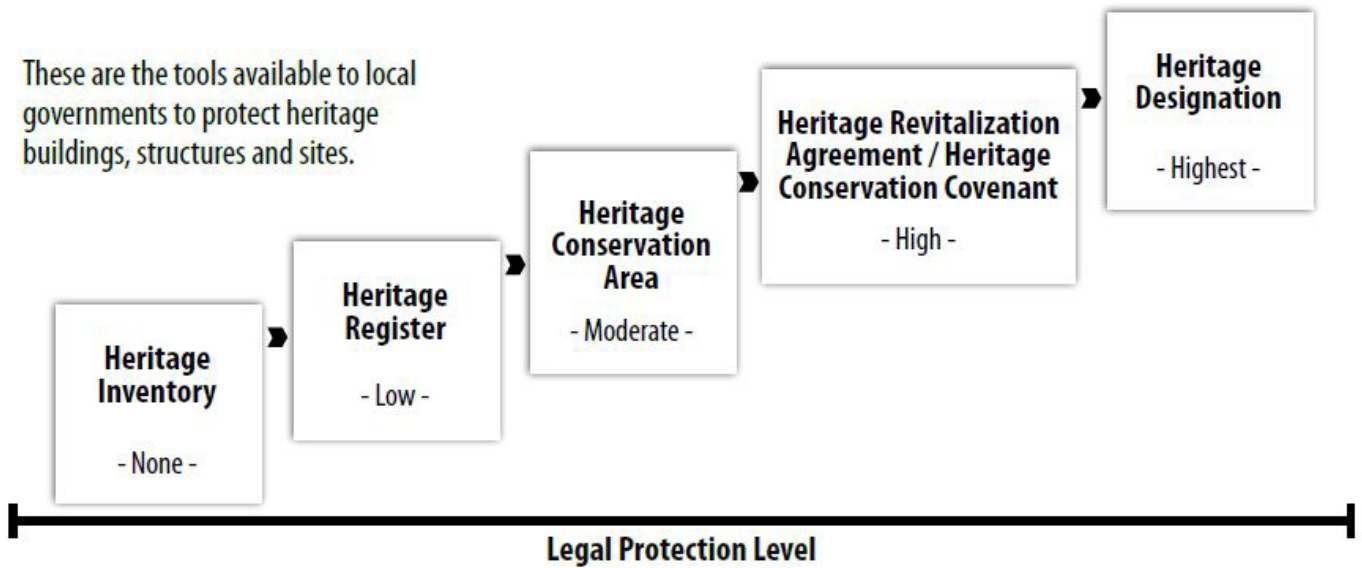 These are the tools available to local
governments to protect heritage
buildings, structures and sites.
Heritage
Inventory
- None -
Heritage
Register
- Low -
Heritage
Conservation
Area
- Moderate -
Heritage Revitalization
Agreement / Heritage
Conservation Covenant
- High -
Heritage
Designation
- Highest -
Legal Protection Level